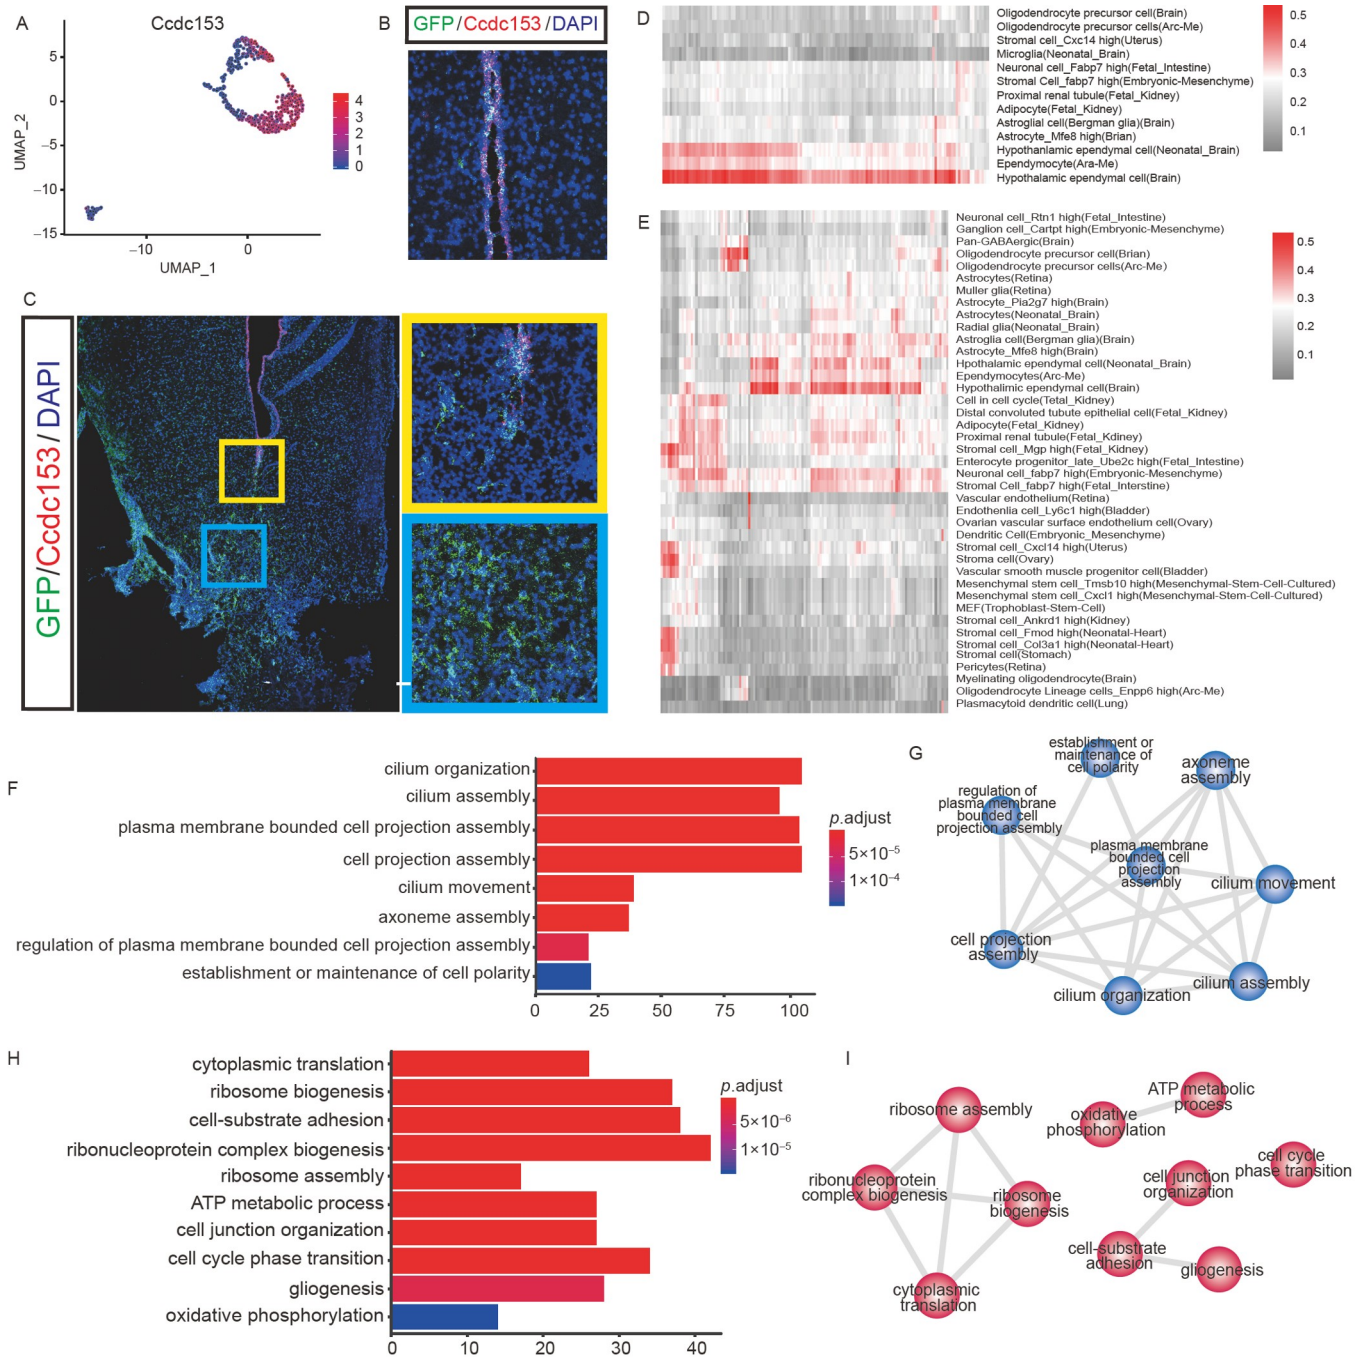 A
Ccdc153
5
0
−5
−10
−15
UMAP_2
−10
0
UMAP_1
4
3
2
1
0
B
GFP/Ccdc153/DAPI
C
GFP/Ccdc153/DAPI
D
Oligodendrocyte precursor cell(Brain)
Oligodendrocyte precursor cells(Arc-Me)
Stromal cell_Cxc14 high(Uterus)
Microglia(Neonatal_Brain)
Neuronal cell_Fabp7 high(Fetal_Intestine)
Stromal Cell_fabp7 high(Embryonic-Mesenchyme)
Proximal renal tubule(Fetal_Kidney)
Adipocyte(Fetal_Kidney)
Astroglial cell(Bergman glia)(Brain)
Astrocyte_Mfe8 high(Brian)
Hypothanlamic ependymal cell(Neonatal_Brain)
Ependymocyte(Ara-Me)
Hypothalamic ependymal cell(Brain)
0.5
0.4
0.3
0.2
0.1
E
Neuronal cell_Rtn1 high(Fetal_Intestine)
Ganglion cell_Cartpt high(Embryonic-Mesenchyme)
Pan-GABAergic(Brain)
Oligodendrocyte precursor cell(Brian)
Oligodendrocyte precursor cells(Arc-Me)
Astrocytes(Retina)
Muller glia(Retina)
Astrocyte_Pia2g7 high(Brain)
Astrocytes(Neonatal_Brain)
Radial glia(Neonatal_Brain)
Astroglia cell(Bergman glia)(Brain)
Astrocyte_Mfe8 high(Brain)
Hpothalamic ependymal cell(Neonatal_Brain)
Ependymocytes(Arc-Me)
Hypothalimic ependymal cell(Brain)
Cell in cell cycle(Tetal_Kidney)
Distal convoluted tubute epithelial cell(Fetal_Kidney)
Adipocyte(Fetal_Kidney)
Proximal renal tubule(Fetal_Kdiney)
Stromal cell_Mgp high(Fetal_Kidney)
Enterocyte progenitor_late_Ube2c high(Fetal_Intestine)
Neuronal cell_fabp7 high(Embryonic-Mesenchyme)
Stromal Cell_fabp7 high(Fetal_Interstine)
Vascular endothelium(Retina)
Endothenlia cell_Ly6c1 high(Bladder)
Ovarian vascular surface endothelium cell(Ovary)
Dendritic Cell(Embryonic_Mesenchyme)
Stromal cell_Cxcl14 high(Uterus)
Stroma cell(Ovary)
Vascular smooth muscle progenitor cell(Bladder)
Mesenchymal stem cell_Tmsb10 high(Mesenchymal-Stem-Cell-Cultured)
Mesenchymal stem cell_Cxcl1 high(Mesenchymal-Stem-Cell-Cultured)
MEF(Trophoblast-Stem-Cell)
Stromal cell_Ankrd1 high(Kidney)
Stromal cell_Fmod high(Neonatal-Heart)
Stromal cell_Col3a1 high(Neonatal-Heart)
Stromal cell(Stomach)
Pericytes(Retina)
Myelinating oligodendrocyte(Brain)
Oligodendrocyte Lineage cells_Enpp6 high(Arc-Me)
Plasmacytoid dendritic cell(Lung)
0.5
0.4
0.3
0.2
0.1
F
cilium organization
cilium assembly
plasma membrane bounded cell projection assembly
cell projection assembly
cilium movement
axoneme assembly
regulation of plasma membrane bounded cell projection assembly
establishment or maintenance of cell polarity
0
25
50
75
100
p.adjust
5×10⁻⁵
1×10⁻⁴
G
establishment or
maintenance of
cell polarity
axoneme
assembly
regulation of
plasma membrane
bounded cell
projection assembly
plasma membrane
bounded cell
projection
assembly
cilium movement
cell projection
assembly
cilium organization
cilium assembly
H
cytoplasmic translation
ribosome biogenesis
cell-substrate adhesion
ribonucleoprotein complex biogenesis
ribosome assembly
ATP metabolic process
cell junction organization
cell cycle phase transition
gliogenesis
oxidative phosphorylation
0
10
20
30
40
p.adjust
5×10⁻⁶
1×10⁻⁵
I
ribosome assembly
ribonucleoprotein
complex biogenesis
ribosome
biogenesis
cytoplasmic
translation
ATP metabolic
process
oxidative
phosphorylation
cell cycle
phase transition
cell junction
organization
cell-substrate
adhesion
gliogenesis